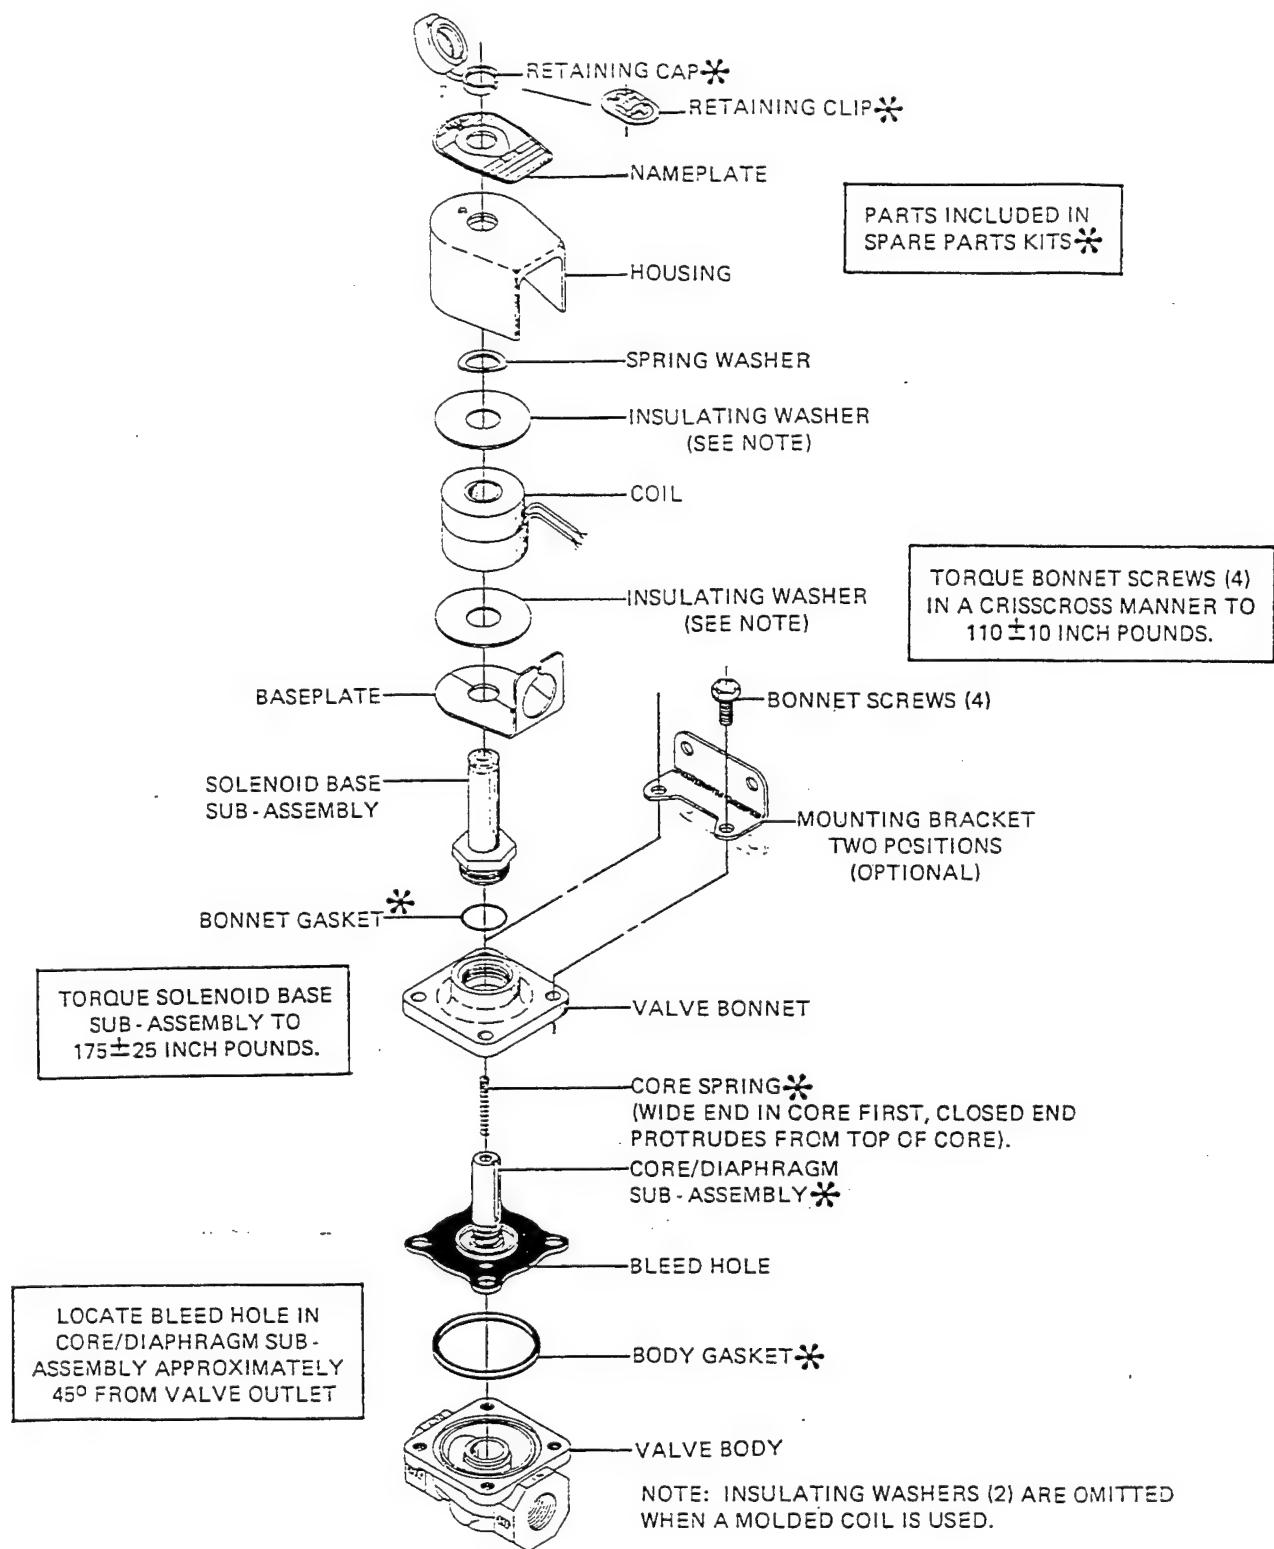 RETAINING CAP✱
RETAINING CLIP✱
NAMEPLATE
PARTS INCLUDED IN
SPARE PARTS KITS✱
HOUSING
SPRING WASHER
INSULATING WASHER
(SEE NOTE)
COIL
TORQUE BONNET SCREWS (4)
IN A CRISSCROSS MANNER TO
110±10 INCH POUNDS.
INSULATING WASHER
(SEE NOTE)
BASEPLATE
BONNET SCREWS (4)
SOLENOID BASE
SUB-ASSEMBLY
MOUNTING BRACKET
TWO POSITIONS
(OPTIONAL)
BONNET GASKET✱
TORQUE SOLENOID BASE
SUB-ASSEMBLY TO
175±25 INCH POUNDS.
VALVE BONNET
CORE SPRING✱
(WIDE END IN CORE FIRST, CLOSED END
PROTRUDES FROM TOP OF CORE).
CORE/DIAPHRAGM
SUB-ASSEMBLY✱
BLEED HOLE
LOCATE BLEED HOLE IN
CORE/DIAPHRAGM SUB-
ASSEMBLY APPROXIMATELY
45º FROM VALVE OUTLET
BODY GASKET✱
VALVE BODY
NOTE: INSULATING WASHERS (2) ARE OMITTED
WHEN A MOLDED COIL IS USED.